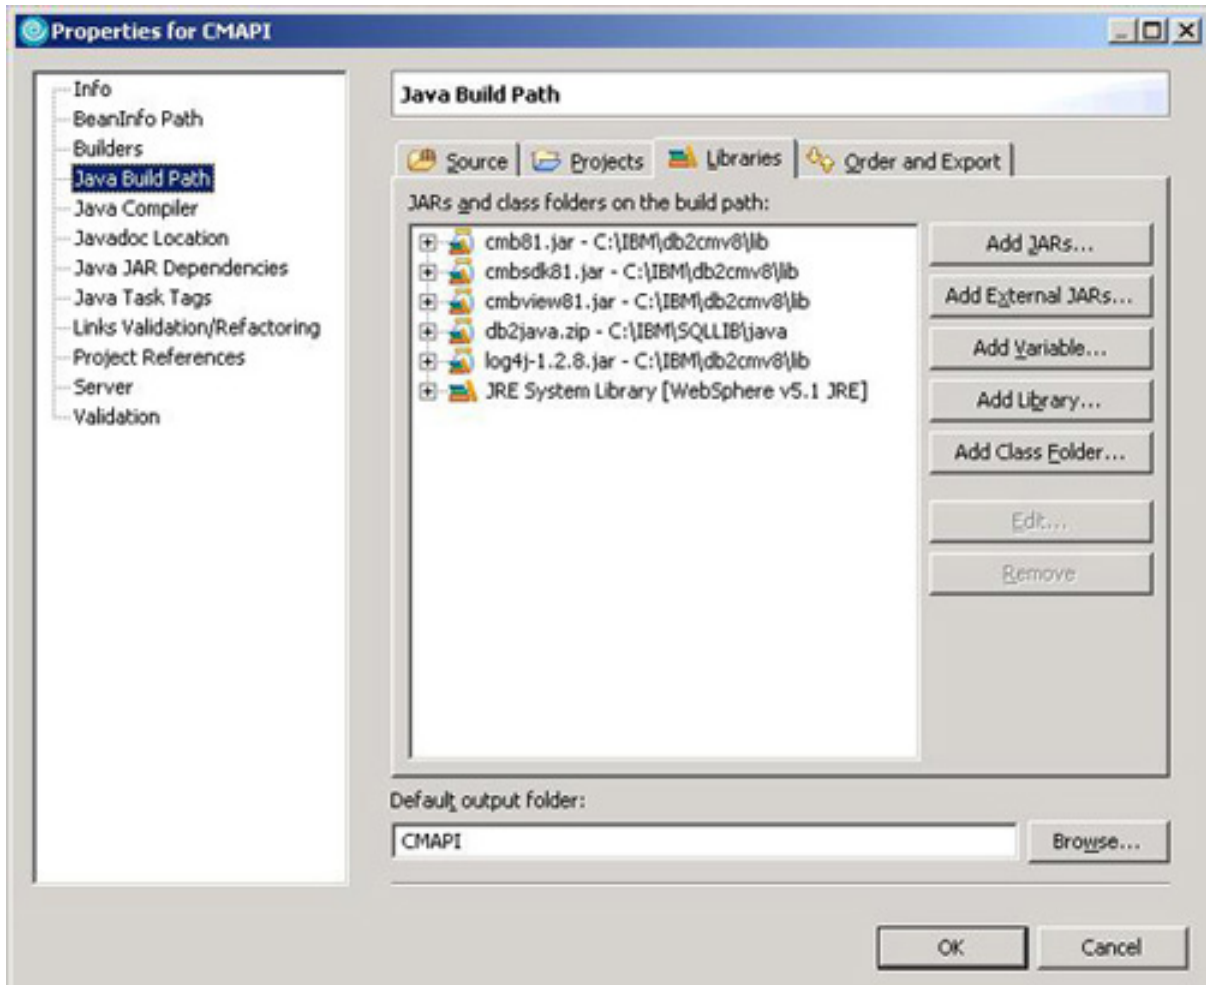 Properties for CMAPI
Info
BeanInfo Path
Builders
Java Build Path
Java Compiler
Javadoc Location
Java JAR Dependencies
Java Task Tags
Links Validation/Refactoring
Project References
Server
Validation
Java Build Path
Source
Projects
Libraries
Order and Export
JARs and class folders on the build path:
cmb81.jar - C:\IBM\db2cmv8\lib
cmbsdk81.jar - C:\IBM\db2cmv8\lib
cmbview81.jar - C:\IBM\db2cmv8\lib
db2java.zip - C:\IBM\SQLLIB\java
log4j-1.2.8.jar - C:\IBM\db2cmv8\lib
JRE System Library [WebSphere v5.1 JRE]
Add JARs...
Add External JARs...
Add Variable...
Add Library...
Add Class Folder...
Edit...
Remove
Default output folder:
CMAPI
Browse...
OK
Cancel